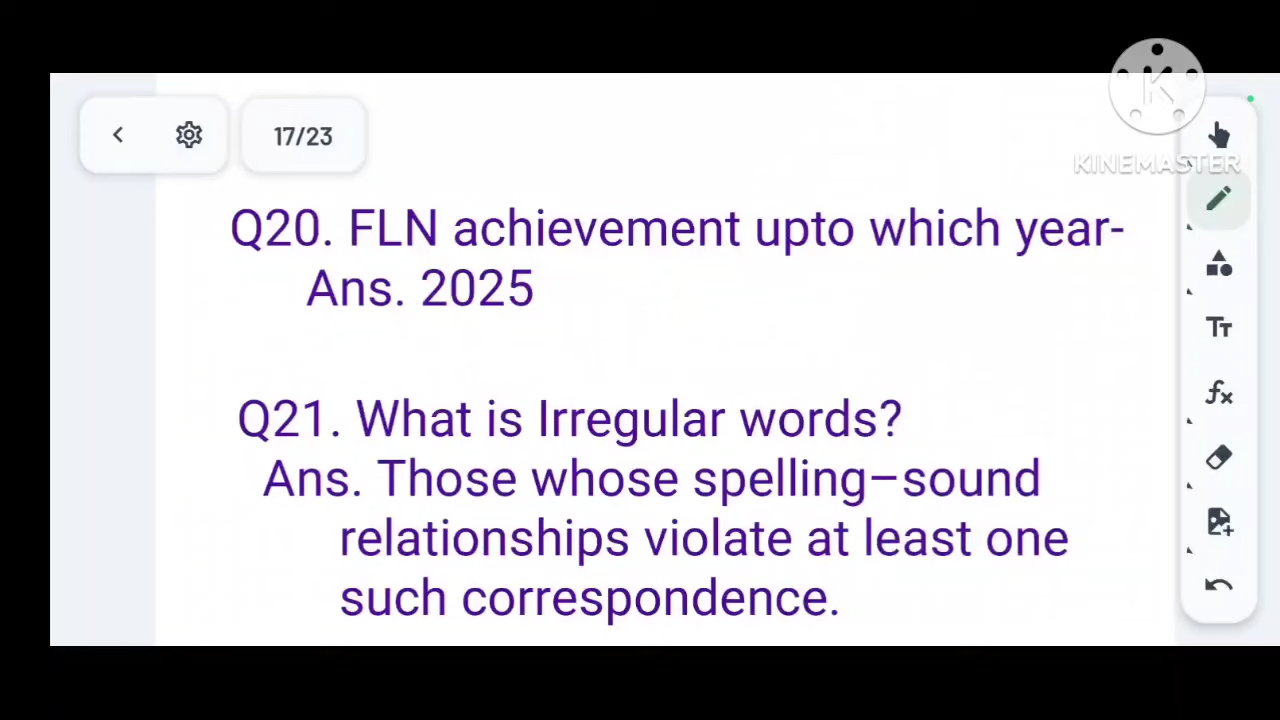 17/23
KINEMASTER
Q20. FLN achievement upto which year-
Ans. 2025
Q21. What is Irregular words?
Ans. Those whose spelling–sound
relationships violate at least one
such correspondence.